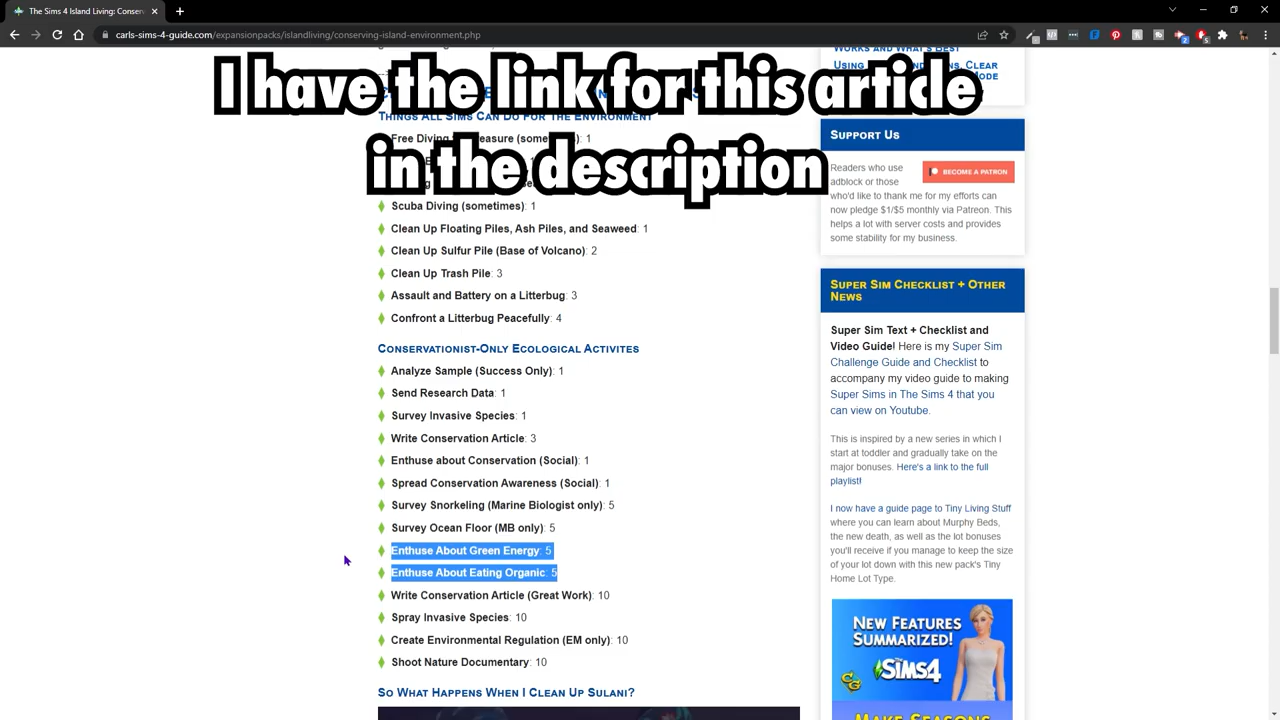 The Sims 4
carls-sims-4-guide.com/expansionpacks/islandliving/conserving-island-environment.php
I have the link for this article
in the description
Things All Sims Can Do For the Environment
Free Diving
Scuba Diving (sometimes): 1
Clean Up Floating Piles, Ash Piles, and Seaweed: 1
Clean Up Sulfur Pile (Base of Volcano): 2
Clean Up Trash Pile: 3
Assault and Battery on a Litterbug: 3
Confront a Litterbug Peacefully: 4
Conservationist-Only Ecological Activites
Analyze Sample (Success Only): 1
Send Research Data: 1
Survey Invasive Species: 1
Write Conservation Article: 3
Enthuse about Conservation (Social): 1
Spread Conservation Awareness (Social): 1
Survey Snorkeling (Marine Biologist only): 5
Survey Ocean Floor (MB only): 5
Enthuse About Green Energy: 5
Enthuse About Eating Organic: 5
Write Conservation Article (Great Work): 10
Spray Invasive Species: 10
Create Environmental Regulation (EM only): 10
Shoot Nature Documentary: 10
So What Happens When I Clean Up Sulani?
Works and What's Best
Support Us
Readers who use
adblock or those
BECOME A PATRON
who'd like to thank me for my efforts can
now pledge $1/$5 monthly via Patreon. This
helps a lot with server costs and provides
some stability for my business.
Super Sim Checklist + Other
News
Super Sim Text + Checklist and
Video Guide! Here is my Super Sim
Challenge Guide and Checklist to
accompany my video guide to making
Super Sims in The Sims 4 that you
can view on Youtube.
This is inspired by a new series in which I
start at toddler and gradually take on the
major bonuses. Here's a link to the full
playlist!
I now have a guide page to Tiny Living Stuff
where you can learn about Murphy Beds,
the new death, as well as the lot bonuses
you'll receive if you manage to keep the size
of your lot down with this new pack's Tiny
Home Lot Type.
NEW FEATURES
SUMMARIZED!
CG
THE SIMS 4
MAKE SEASONS